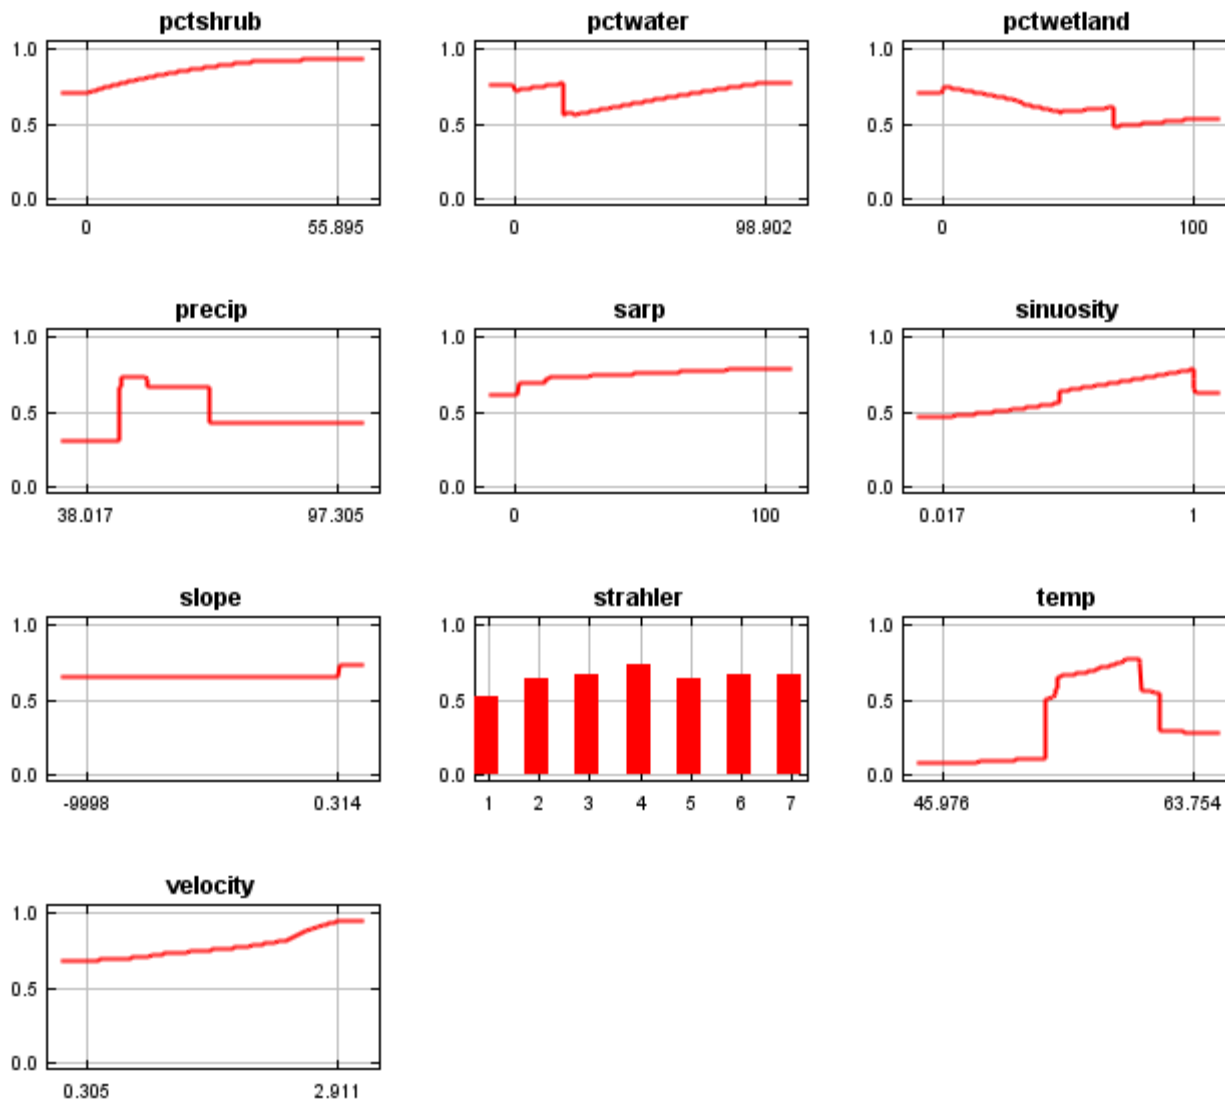 pctshrub pctwater pctwetland
1.0 1.0 1.0
0.5 0.5 0.5
0.0 0.0 0.0
0 55.895 0 98.902 0 100
precip sarp sinuosity
1.0 1.0 1.0
0.5 0.5 0.5
0.0 0.0 0.0
38.017 97.305 0 100 0.017 1
slope strahler temp
1.0 1.0 1.0
0.5 0.5 0.5
0.0 0.0 0.0
-9998 0.314 1 2 3 4 5 6 7 45.976 63.754
velocity
1.0
0.5
0.0
0.305 2.911